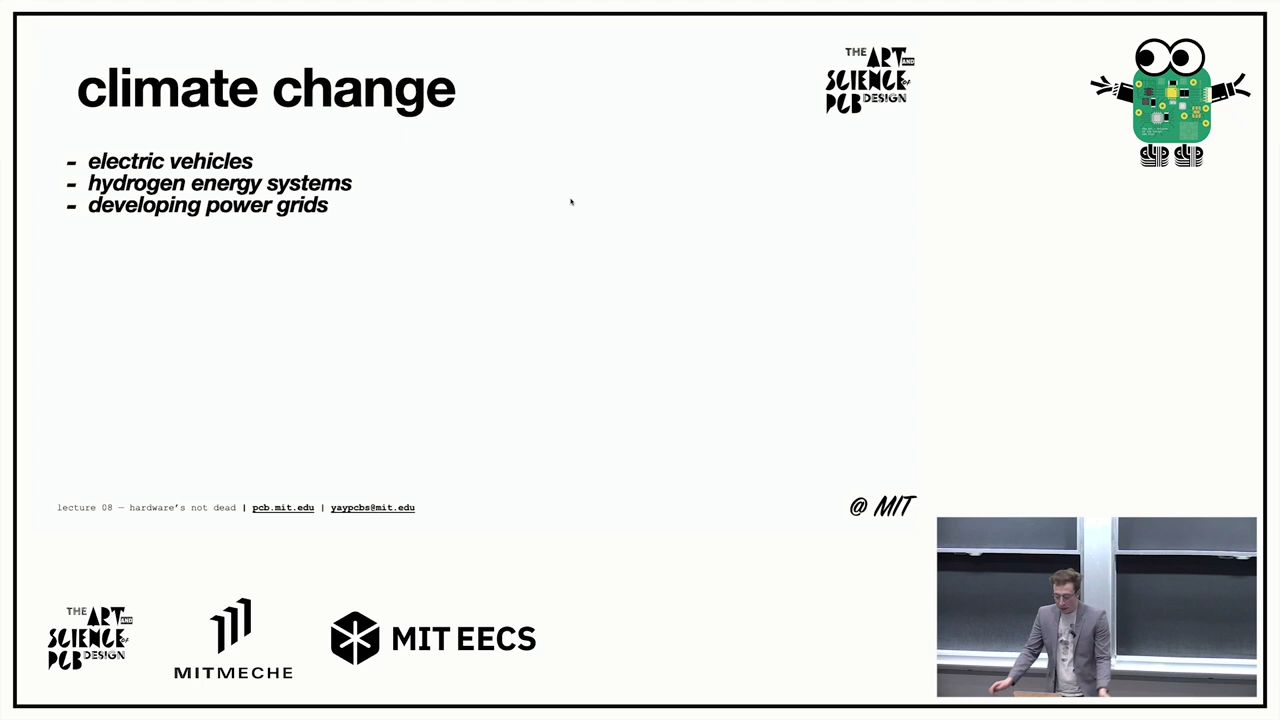 climate change
THE ART AND
SCIENCE of
PCB DESIGN
- electric vehicles
- hydrogen energy systems
- developing power grids
lecture 08 — hardware's not dead | pcb.mit.edu | yaypcbs@mit.edu
@ MIT
THE ART AND
SCIENCE of
PCB DESIGN
MITMECHE
MIT EECS